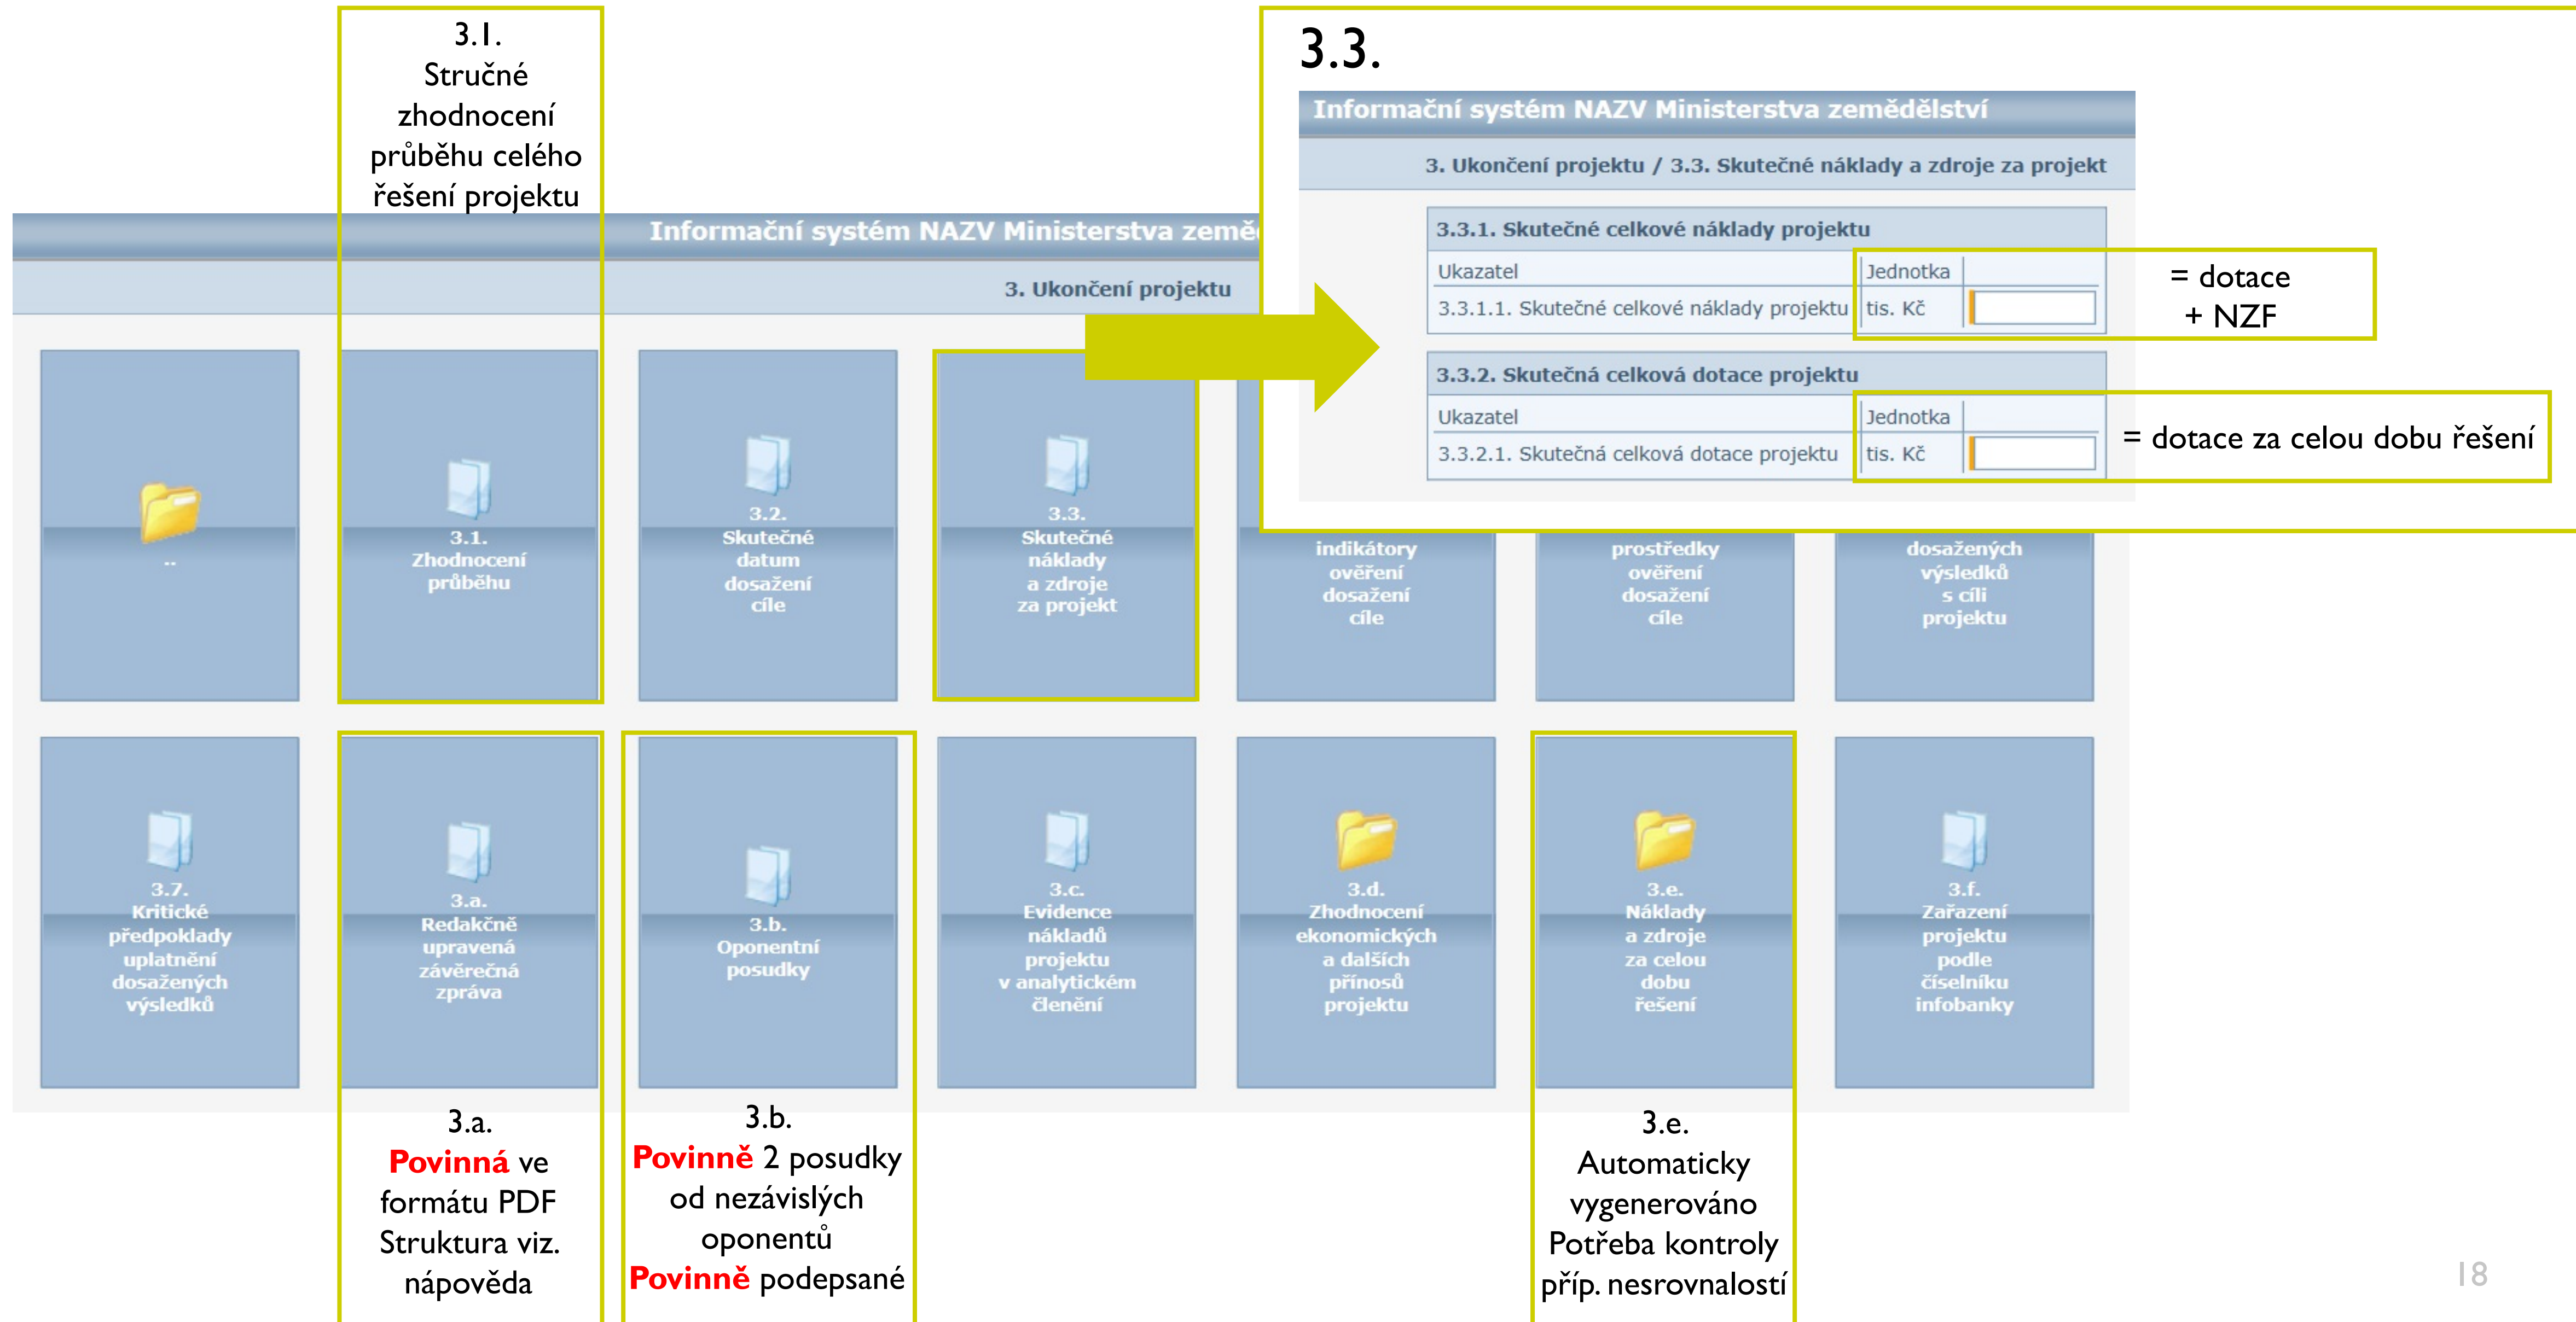 3.1.
Stručné
zhodnocení
průběhu celého
řešení projektu
3.3.
Informační systém NAZV Ministerstva zemědělství
3. Ukončení projektu / 3.3. Skutečné náklady a zdroje za projekt
3.3.1. Skutečné celkové náklady projektu
Ukazatel Jednotka
3.3.1.1. Skutečné celkové náklady projektu tis. Kč
= dotace
+ NZF
3.3.2. Skutečná celková dotace projektu
Ukazatel Jednotka
3.3.2.1. Skutečná celková dotace projektu tis. Kč
= dotace za celou dobu řešení
Informační systém NAZV Ministerstva země
3. Ukončení projektu
..
3.1.
Zhodnocení
průběhu
3.2.
Skutečné
datum
dosažení
cíle
3.3.
Skutečné
náklady
a zdroje
za projekt
indikátory
ověření
dosažení
cíle
prostředky
ověření
dosažení
cíle
dosažených
výsledků
s cíli
projektu
3.7.
Kritické
předpoklady
uplatnění
dosažených
výsledků
3.a.
Redakčně
upravená
závěrečná
zpráva
3.b.
Oponentní
posudky
3.c.
Evidence
nákladů
projektu
v analytickém
členění
3.d.
Zhodnocení
ekonomických
a dalších
přínosů
projektu
3.e.
Náklady
a zdroje
za celou
dobu
řešení
3.f.
Zařazení
projektu
podle
číselníku
infobanky
3.a.
Povinná ve
formátu PDF
Struktura viz.
nápověda
3.b.
Povinně 2 posudky
od nezávislých
oponentů
Povinně podepsané
3.e.
Automaticky
vygenerováno
Potřeba kontroly
příp. nesrovnalostí
18